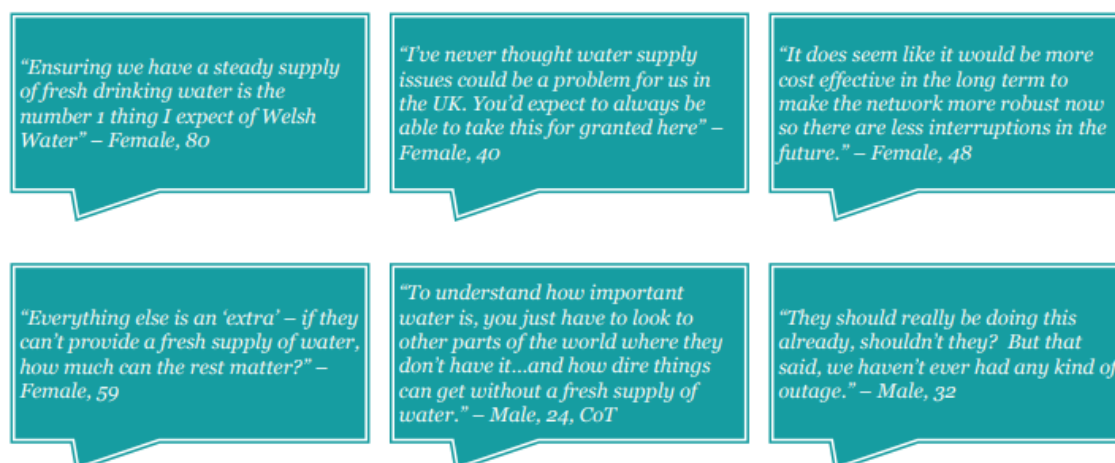 “Ensuring we have a steady supply
of fresh drinking water is the
number 1 thing I expect of Welsh
Water” – Female, 80
“I’ve never thought water supply
issues could be a problem for us in
the UK. You’d expect to always be
able to take this for granted here” –
Female, 40
“It does seem like it would be more
cost effective in the long term to
make the network more robust now
so there are less interruptions in the
future.” – Female, 48
“Everything else is an ‘extra’ – if they
can’t provide a fresh supply of water,
how much can the rest matter?” –
Female, 59
“To understand how important
water is, you just have to look to
other parts of the world where they
don’t have it...and how dire things
can get without a fresh supply of
water.” – Male, 24, CoT
“They should really be doing this
already, shouldn’t they?  But that
said, we haven’t ever had any kind of
outage.” – Male, 32